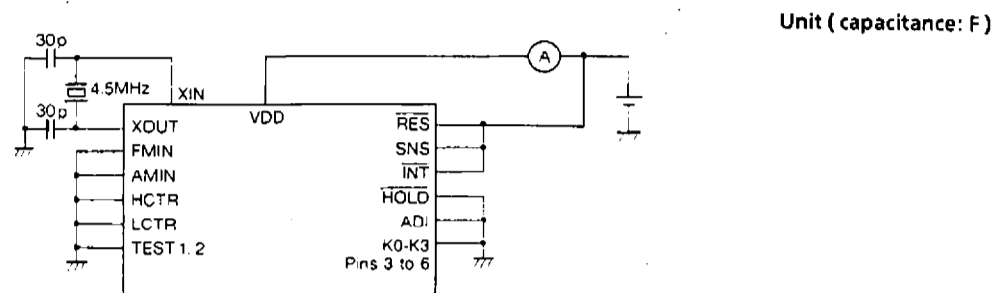 Unit ( capacitance: F )
30p
A
4.5MHz
XIN
VDD
30p
XOUT
RES
FMIN
SNS
AMIN
INT
HCTR
HOLD
LCTR
ADI
TEST 1, 2
K0-K3
Pins 3 to 6